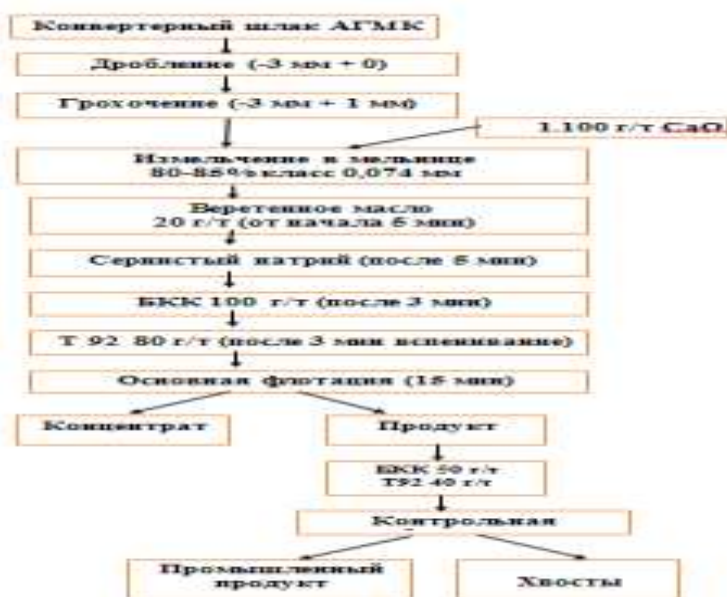 Конвертерный шлак АГМК
Дробление (-3 мм + 0)
Грохочение (-3 мм + 1 мм)
1.100 г/т CaO
Измельчение в мельнице
80-85% класс 0,074 мм
Веретенное масло
20 г/т (от начала 5 мин)
Сернистый натрий (после 5 мин)
БКК 100 г/т (после 3 мин)
Т 92 80 г/т (после 3 мин вспенивание)
Основная флотация (15 мин)
Концентрат
Продукт
БКК 50 г/т
Т92 40 г/т
Контрольная
Промышленный
продукт
Хвосты